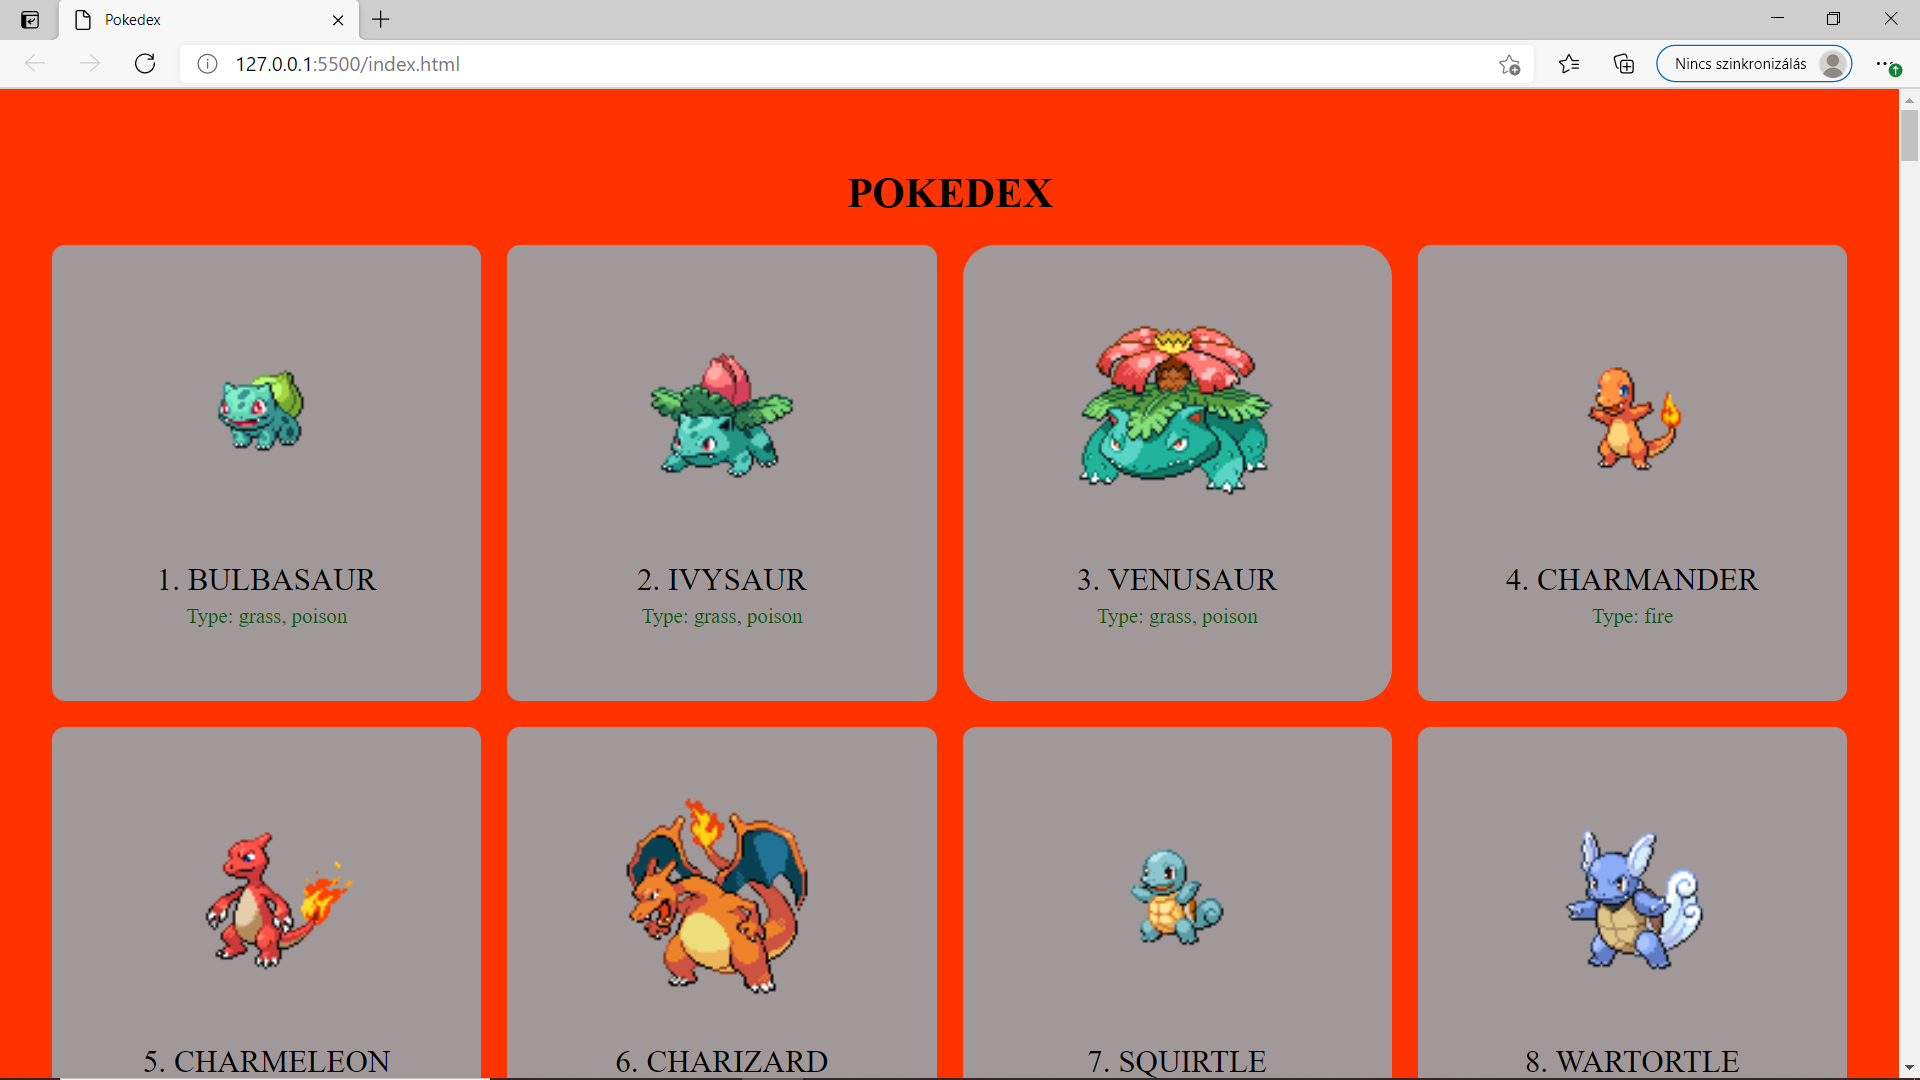 Pokedex
127.0.0.1:5500/index.html
Nincs szinkronizálás
POKEDEX
1. BULBASAUR
Type: grass, poison
2. IVYSAUR
Type: grass, poison
3. VENUSAUR
Type: grass, poison
4. CHARMANDER
Type: fire
5. CHARMELEON
6. CHARIZARD
7. SQUIRTLE
8. WARTORTLE